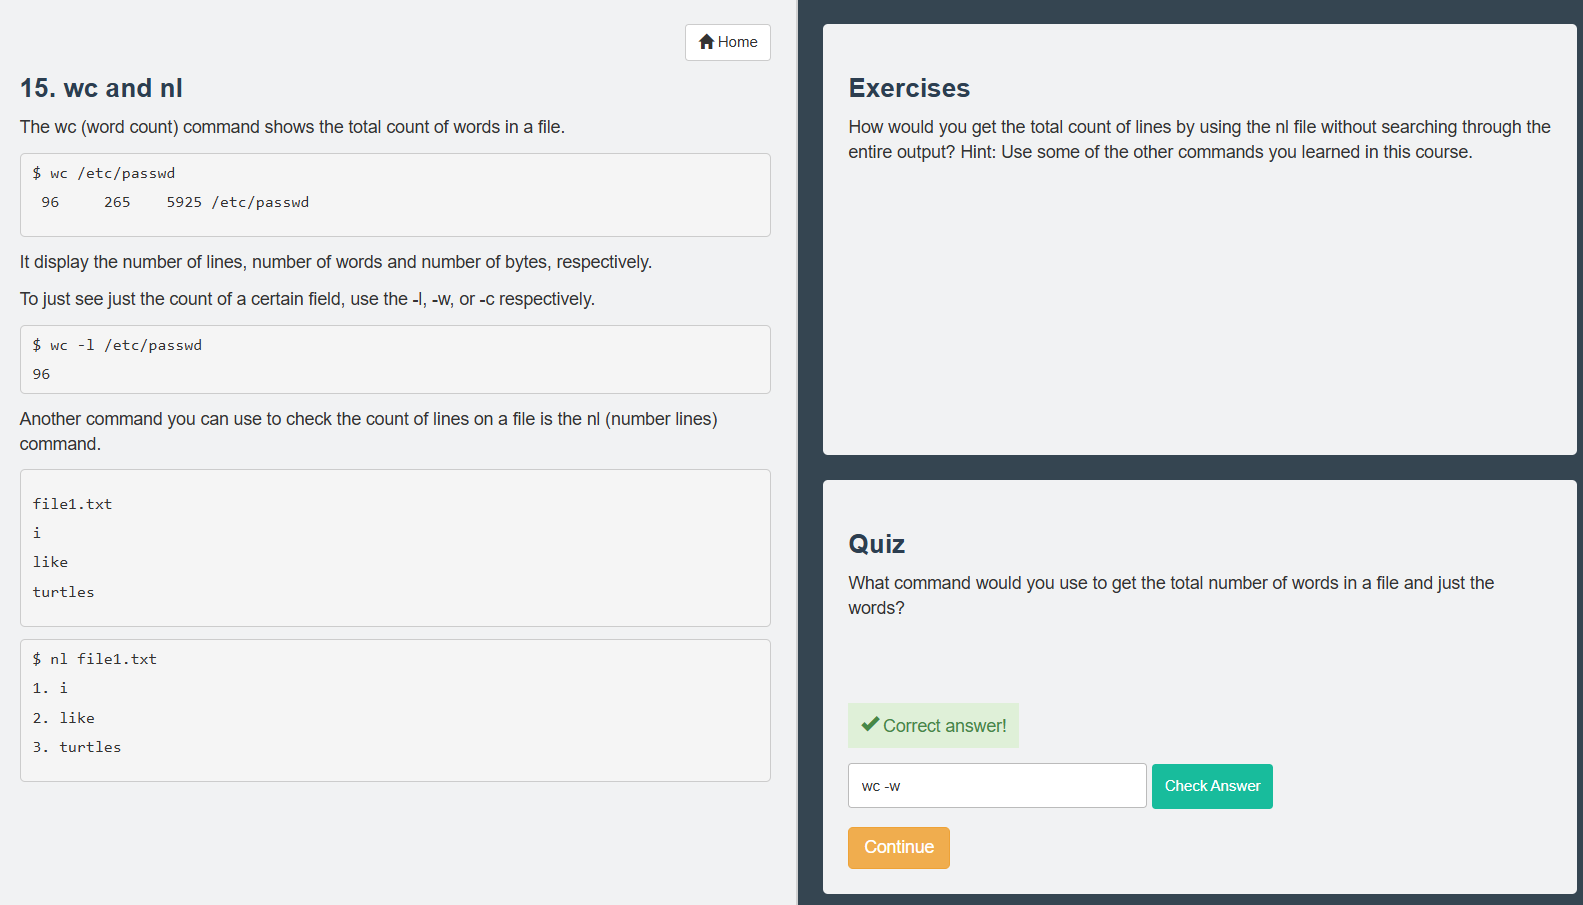 Home
15. wc and nl
The wc (word count) command shows the total count of words in a file.
$ wc /etc/passwd
 96     265    5925 /etc/passwd
It display the number of lines, number of words and number of bytes, respectively.
To just see just the count of a certain field, use the -l, -w, or -c respectively.
$ wc -l /etc/passwd
96
Another command you can use to check the count of lines on a file is the nl (number lines)
command.
file1.txt
i
like
turtles
$ nl file1.txt
1. i
2. like
3. turtles
Exercises
How would you get the total count of lines by using the nl file without searching through the
entire output? Hint: Use some of the other commands you learned in this course.
Quiz
What command would you use to get the total number of words in a file and just the
words?
Correct answer!
wc -w
Check Answer
Continue